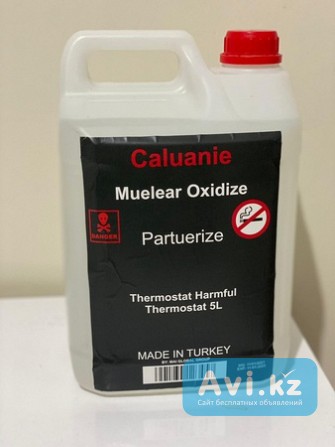 Caluanie
Muelear Oxidize
DANGER
Partuerize
Thermostat Harmful
Thermostat 5L
MADE IN TURKEY
Avi.kz
Сайт бесплатных объявлений